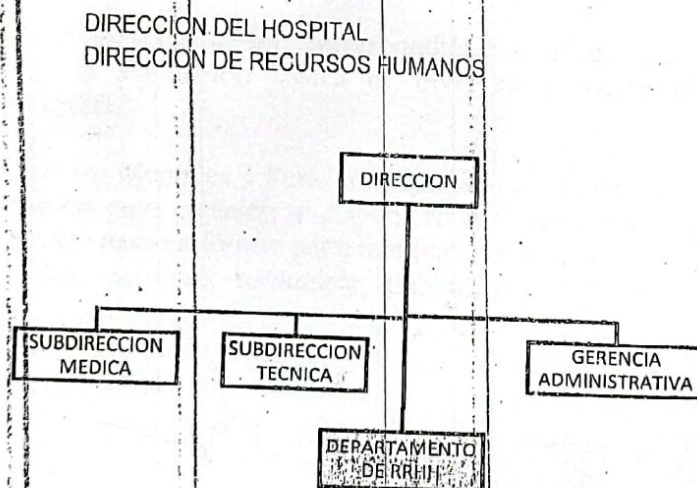 DIRECCION DEL HOSPITAL
DIRECCION DE RECURSOS HUMANOS
DIRECCION
SUBDIRECCION
MEDICA
SUBDIRECCION
TECNICA
GERENCIA
ADMINISTRATIVA
DEPARTAMENTO
DE RRHH